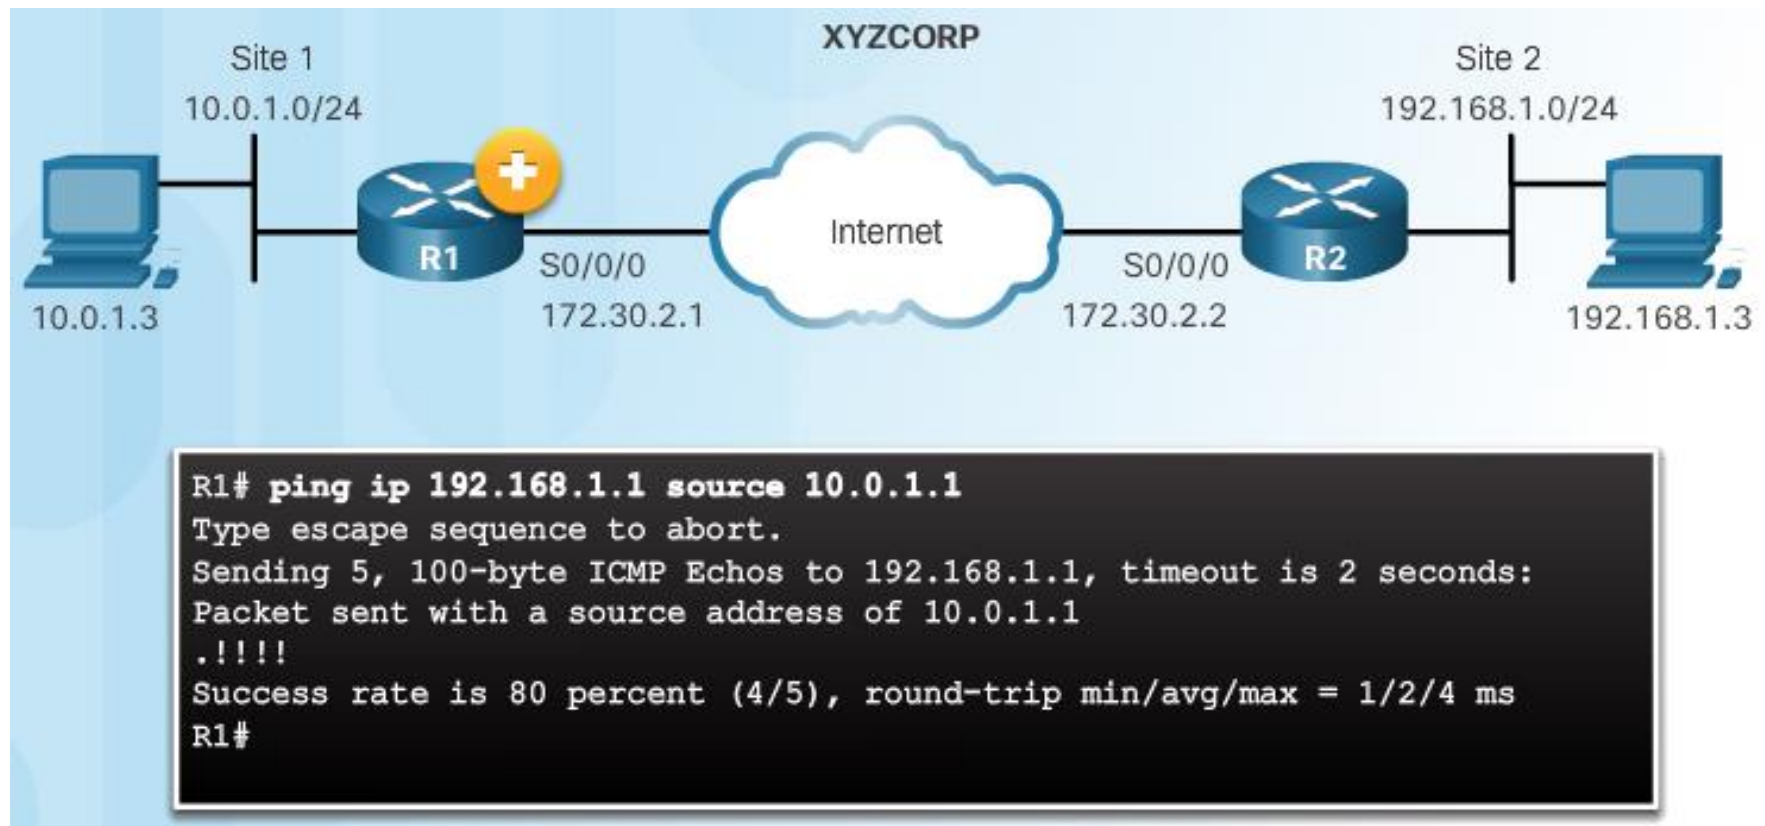 XYZCORP
Site 1
10.0.1.0/24
Site 2
192.168.1.0/24
Internet
R1
R2
S0/0/0
172.30.2.1
S0/0/0
172.30.2.2
10.0.1.3
192.168.1.3
R1# ping ip 192.168.1.1 source 10.0.1.1
Type escape sequence to abort.
Sending 5, 100-byte ICMP Echos to 192.168.1.1, timeout is 2 seconds:
Packet sent with a source address of 10.0.1.1
.!!!!
Success rate is 80 percent (4/5), round-trip min/avg/max = 1/2/4 ms
R1#